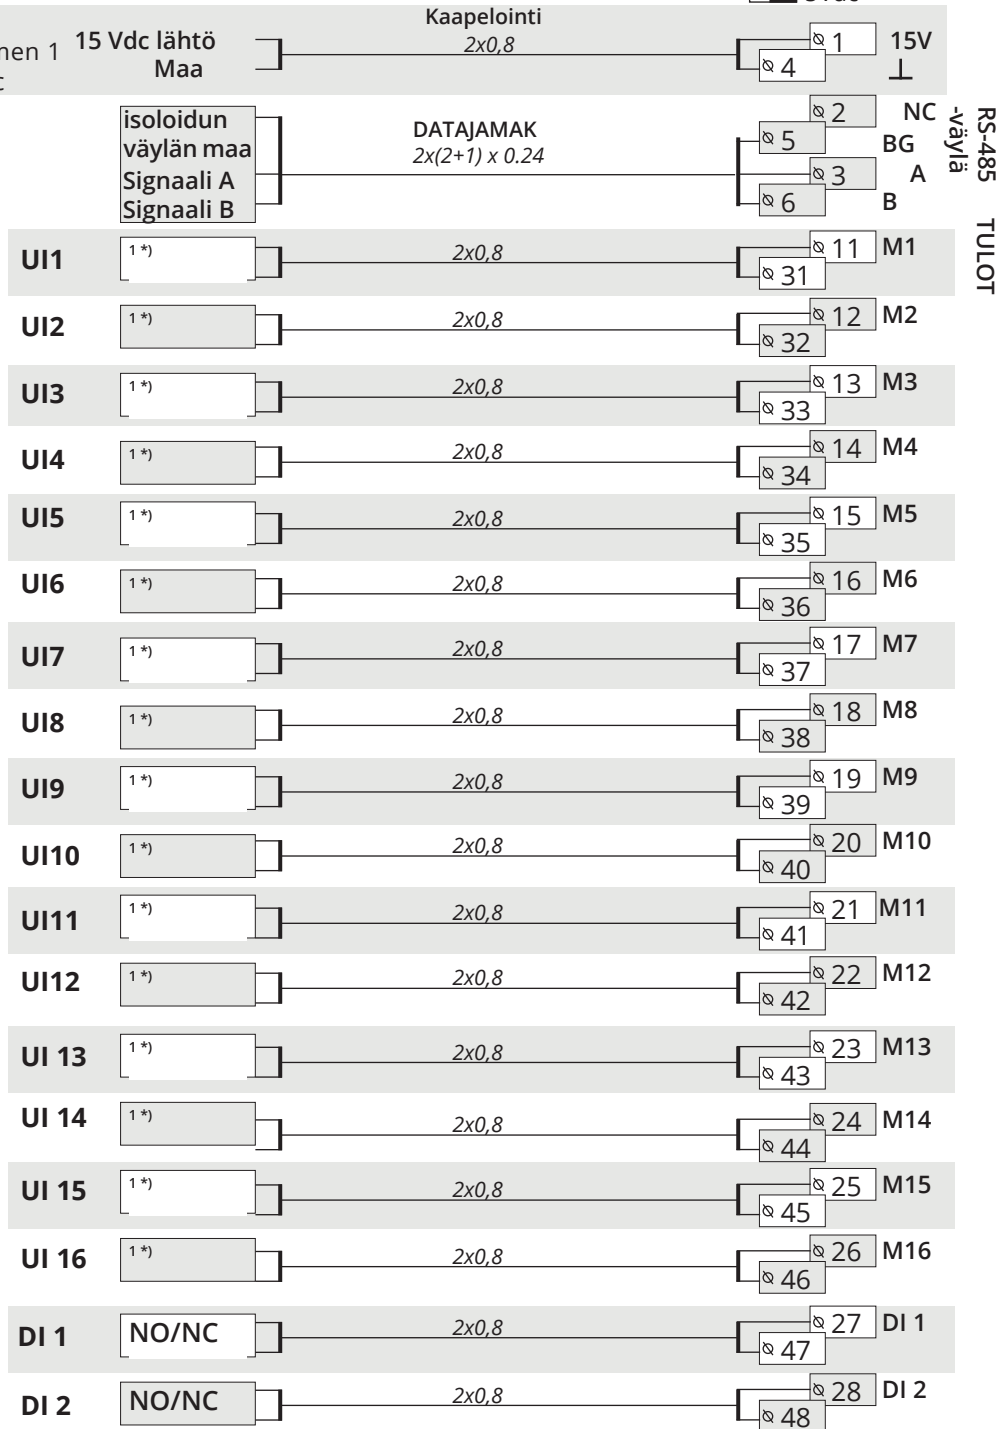 Kaapelointi
15 Vdc lähtö 2x0,8 1 15V
men 1 Maa 4
isoloidun 2 NC
väylän maa DATAJAMAK 5 BG
2x(2+1) x 0.24
Signaali A 3 A
Signaali B 6 B
RS-485
-väylä
TULOT
UI1 1 *) 2x0,8 11 M1
31
UI2 1 *) 2x0,8 12 M2
32
UI3 1 *) 2x0,8 13 M3
33
UI4 1 *) 2x0,8 14 M4
34
UI5 1 *) 2x0,8 15 M5
35
UI6 1 *) 2x0,8 16 M6
36
UI7 1 *) 2x0,8 17 M7
37
UI8 1 *) 2x0,8 18 M8
38
UI9 1 *) 2x0,8 19 M9
39
UI10 1 *) 2x0,8 20 M10
40
UI11 1 *) 2x0,8 21 M11
41
UI12 1 *) 2x0,8 22 M12
42
UI 13 1 *) 2x0,8 23 M13
43
UI 14 1 *) 2x0,8 24 M14
44
UI 15 1 *) 2x0,8 25 M15
45
UI 16 1 *) 2x0,8 26 M16
46
DI 1 NO/NC 2x0,8 27 DI 1
47
DI 2 NO/NC 2x0,8 28 DI 2
48